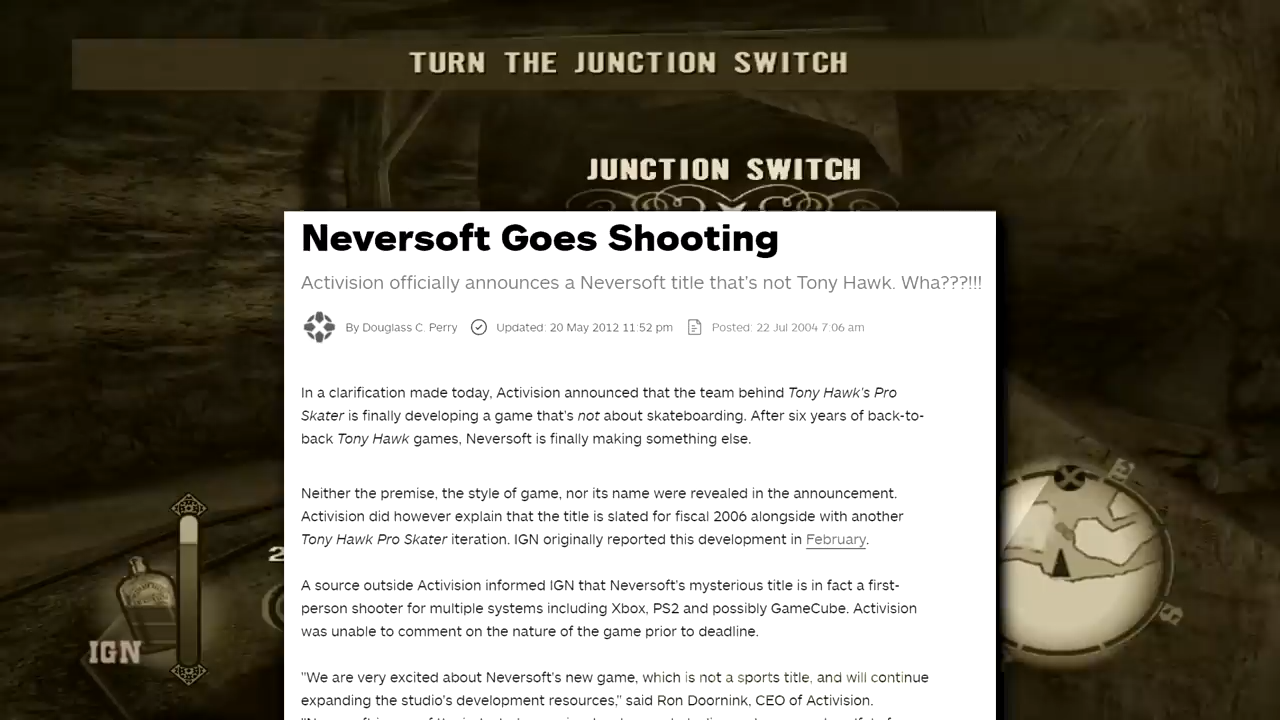 TURN THE JUNCTION SWITCH
JUNCTION SWITCH
Neversoft Goes Shooting
Activision officially announces a Neversoft title that's not Tony Hawk. Wha???!!!
By Douglass C. Perry Updated: 20 May 2012 11:52 pm Posted: 22 Jul 2004 7:06 am
In a clarification made today, Activision announced that the team behind Tony Hawk's Pro
Skater is finally developing a game that's not about skateboarding. After six years of back-to-
back Tony Hawk games, Neversoft is finally making something else.
Neither the premise, the style of game, nor its name were revealed in the announcement.
Activision did however explain that the title is slated for fiscal 2006 alongside with another
Tony Hawk Pro Skater iteration. IGN originally reported this development in February.
A source outside Activision informed IGN that Neversoft's mysterious title is in fact a first-
person shooter for multiple systems including Xbox, PS2 and possibly GameCube. Activision
was unable to comment on the nature of the game prior to deadline.
"We are very excited about Neversoft's new game, which is not a sports title, and will continue
expanding the studio's development resources," said Ron Doornink, CEO of Activision.
2
IGN